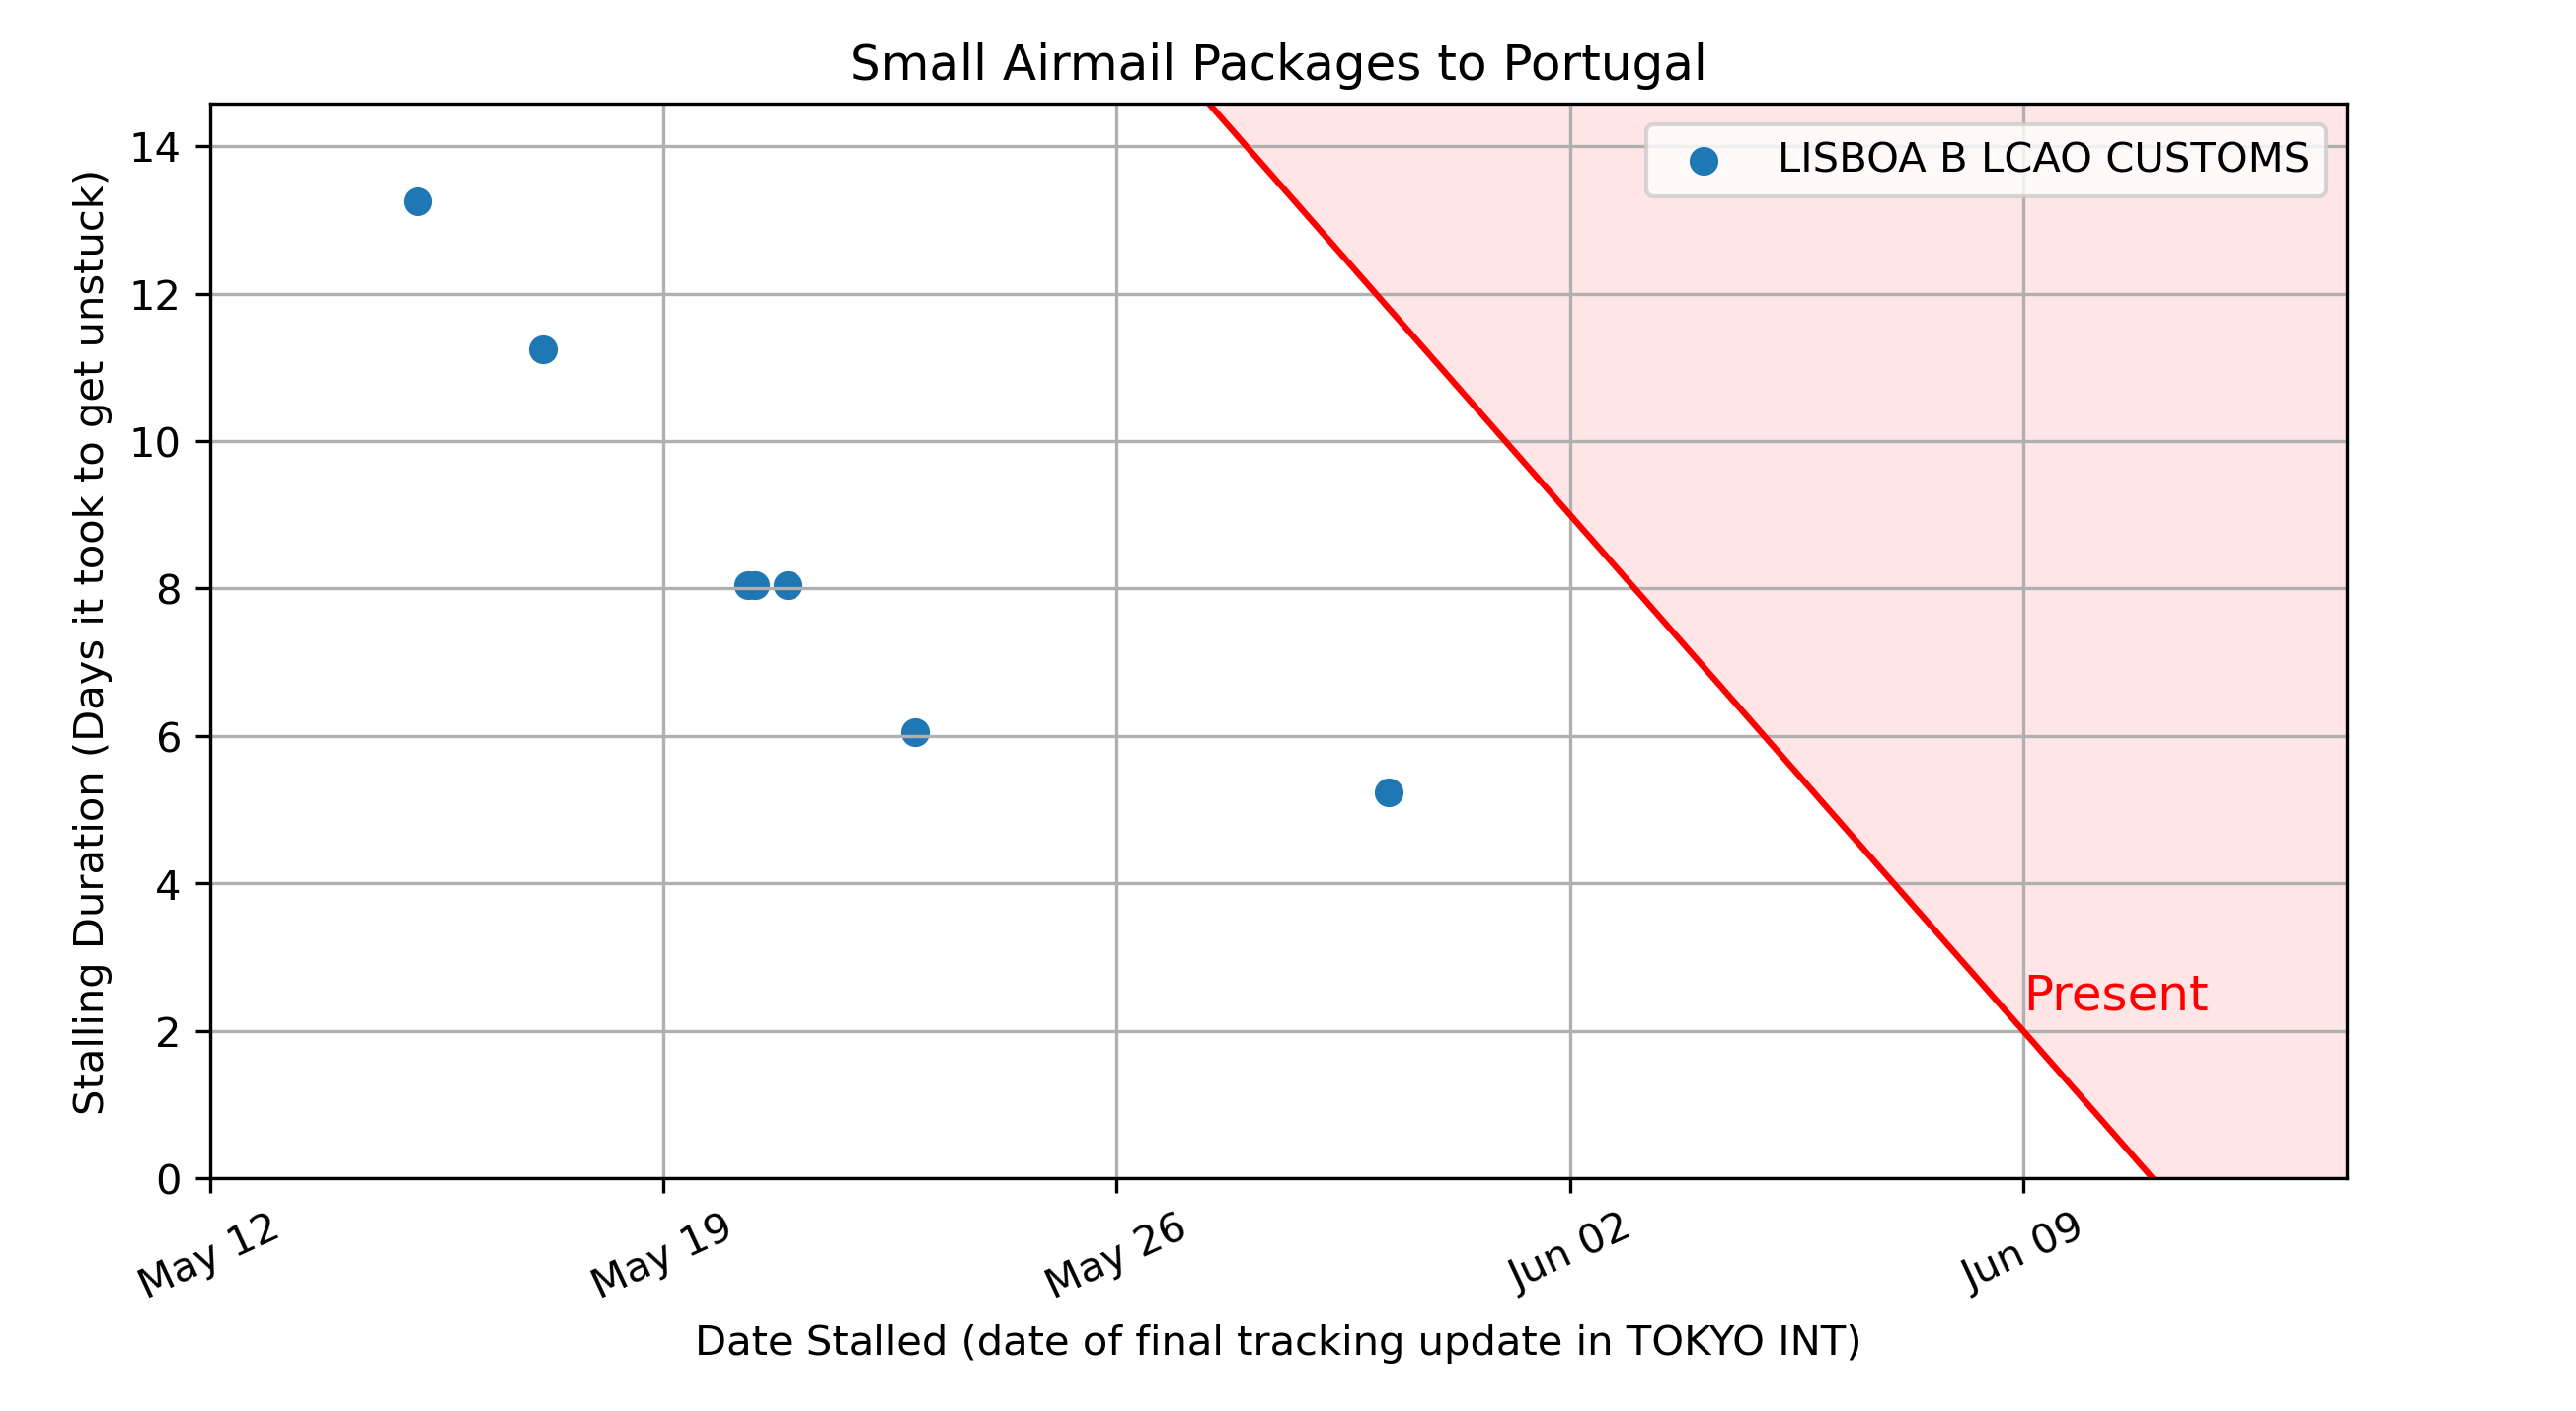 Small Airmail Packages to Portugal
LISBOA B LCAO CUSTOMS
Stalling Duration (Days it took to get unstuck)
14
12
10
8
6
4
2
0
Present
May 12
May 19
May 26
Jun 02
Jun 09
Date Stalled (date of final tracking update in TOKYO INT)